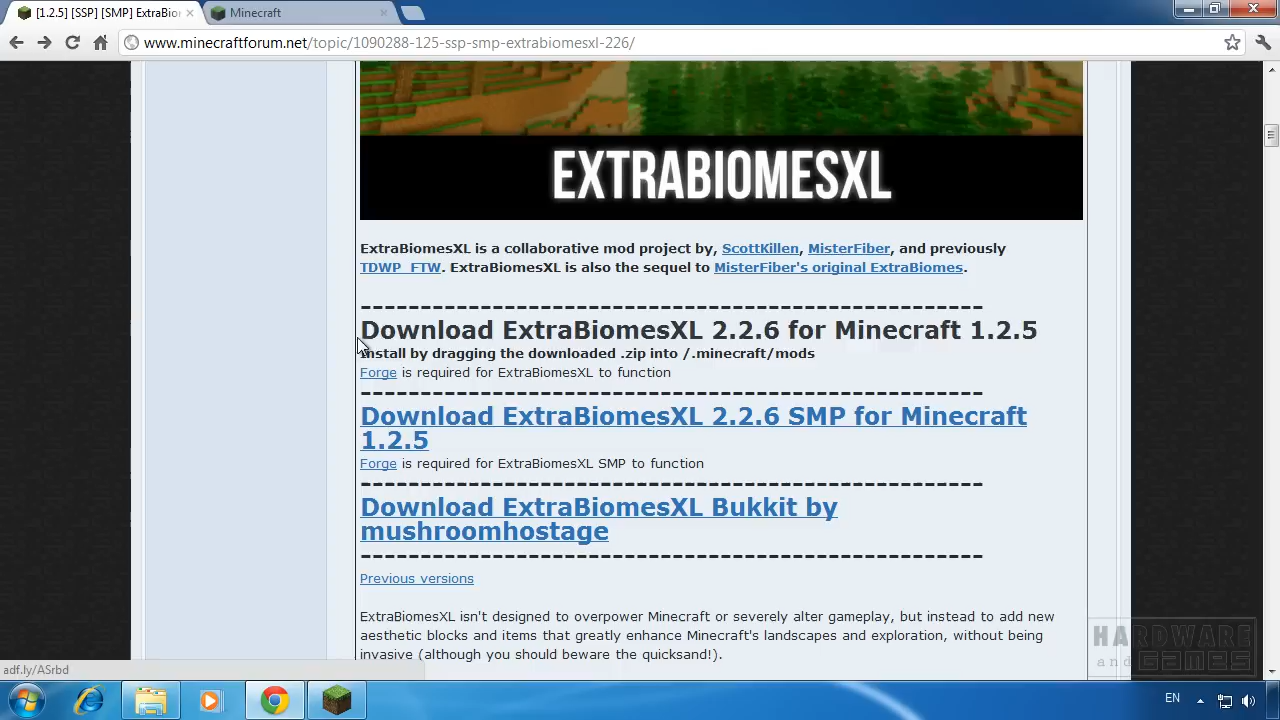 [1.2.5] [SSP] [SMP] ExtraBion
Minecraft
www.minecraftforum.net/topic/1090288-125-ssp-smp-extrabiomesxl-226/
EXTRABIOMESXL
ExtraBiomesXL is a collaborative mod project by, ScottKillen, MisterFiber, and previously
TDWP_FTW. ExtraBiomesXL is also the sequel to MisterFiber's original ExtraBiomes.
Download ExtraBiomesXL 2.2.6 for Minecraft 1.2.5
Install by dragging the downloaded .zip into /.minecraft/mods
Forge is required for ExtraBiomesXL to function
Download ExtraBiomesXL 2.2.6 SMP for Minecraft
1.2.5
Forge is required for ExtraBiomesXL SMP to function
Download ExtraBiomesXL Bukkit by
mushroomhostage
Previous versions
ExtraBiomesXL isn't designed to overpower Minecraft or severely alter gameplay, but instead to add new
aesthetic blocks and items that greatly enhance Minecraft's landscapes and exploration, without being
invasive (although you should beware the quicksand!).
HARDWARE
and GAMES
adf.ly/ASrbd
EN